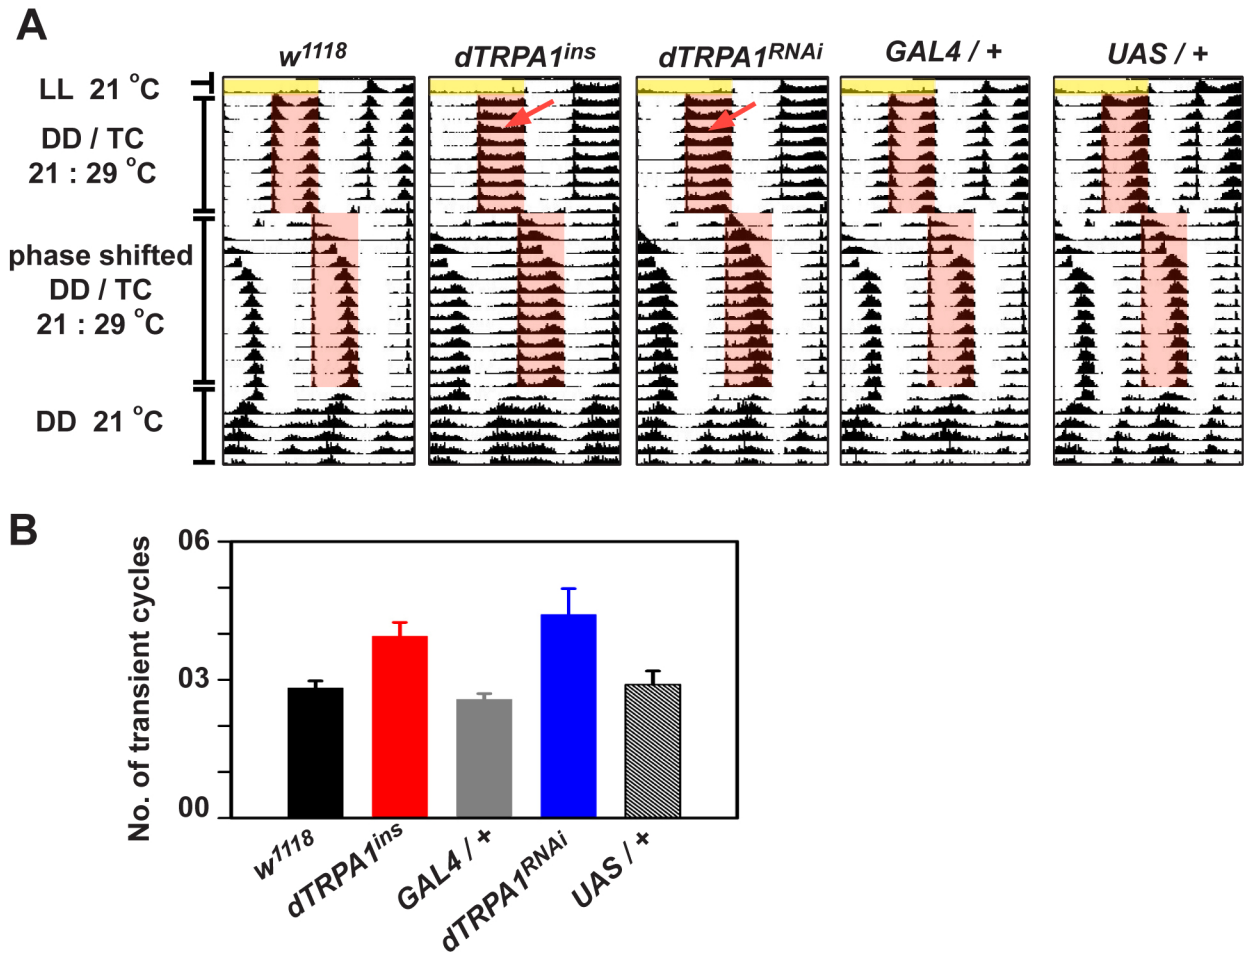 A
w1118 dTRPA1ins dTRPA1RNAi GAL4 / + UAS / +
LL 21 °C
DD / TC
21 : 29 °C
phase shifted
DD / TC
21 : 29 °C
DD 21 °C
B
No. of transient cycles
06
03
00
w1118 dTRPA1ins GAL4 / + dTRPA1RNAi UAS / +